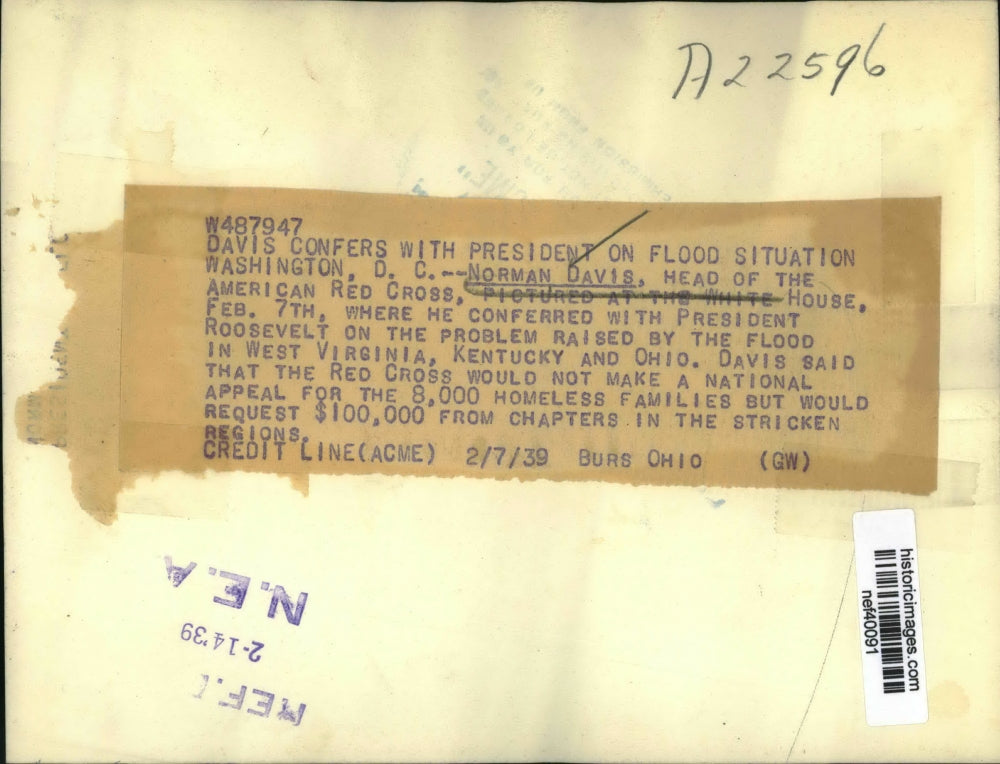 A22596
W487947
DAVIS CONFERS WITH PRESIDENT ON FLOOD SITUATION
WASHINGTON, D. C.--NORMAN DAVIS, HEAD OF THE
AMERICAN RED CROSS, PICTURED AT THE WHITE HOUSE,
FEB. 7TH, WHERE HE CONFERRED WITH PRESIDENT
ROOSEVELT ON THE PROBLEM RAISED BY THE FLOOD
IN WEST VIRGINIA, KENTUCKY AND OHIO. DAVIS SAID
THAT THE RED CROSS WOULD NOT MAKE A NATIONAL
APPEAL FOR THE 8,000 HOMELESS FAMILIES BUT WOULD
REQUEST $100,000 FROM CHAPTERS IN THE STRICKEN
REGIONS.
CREDIT LINE(ACME) 2/7/39 BURS OHIO (GW)
historicimages.com
nef40091
REF.
2-14'39
N.E.A